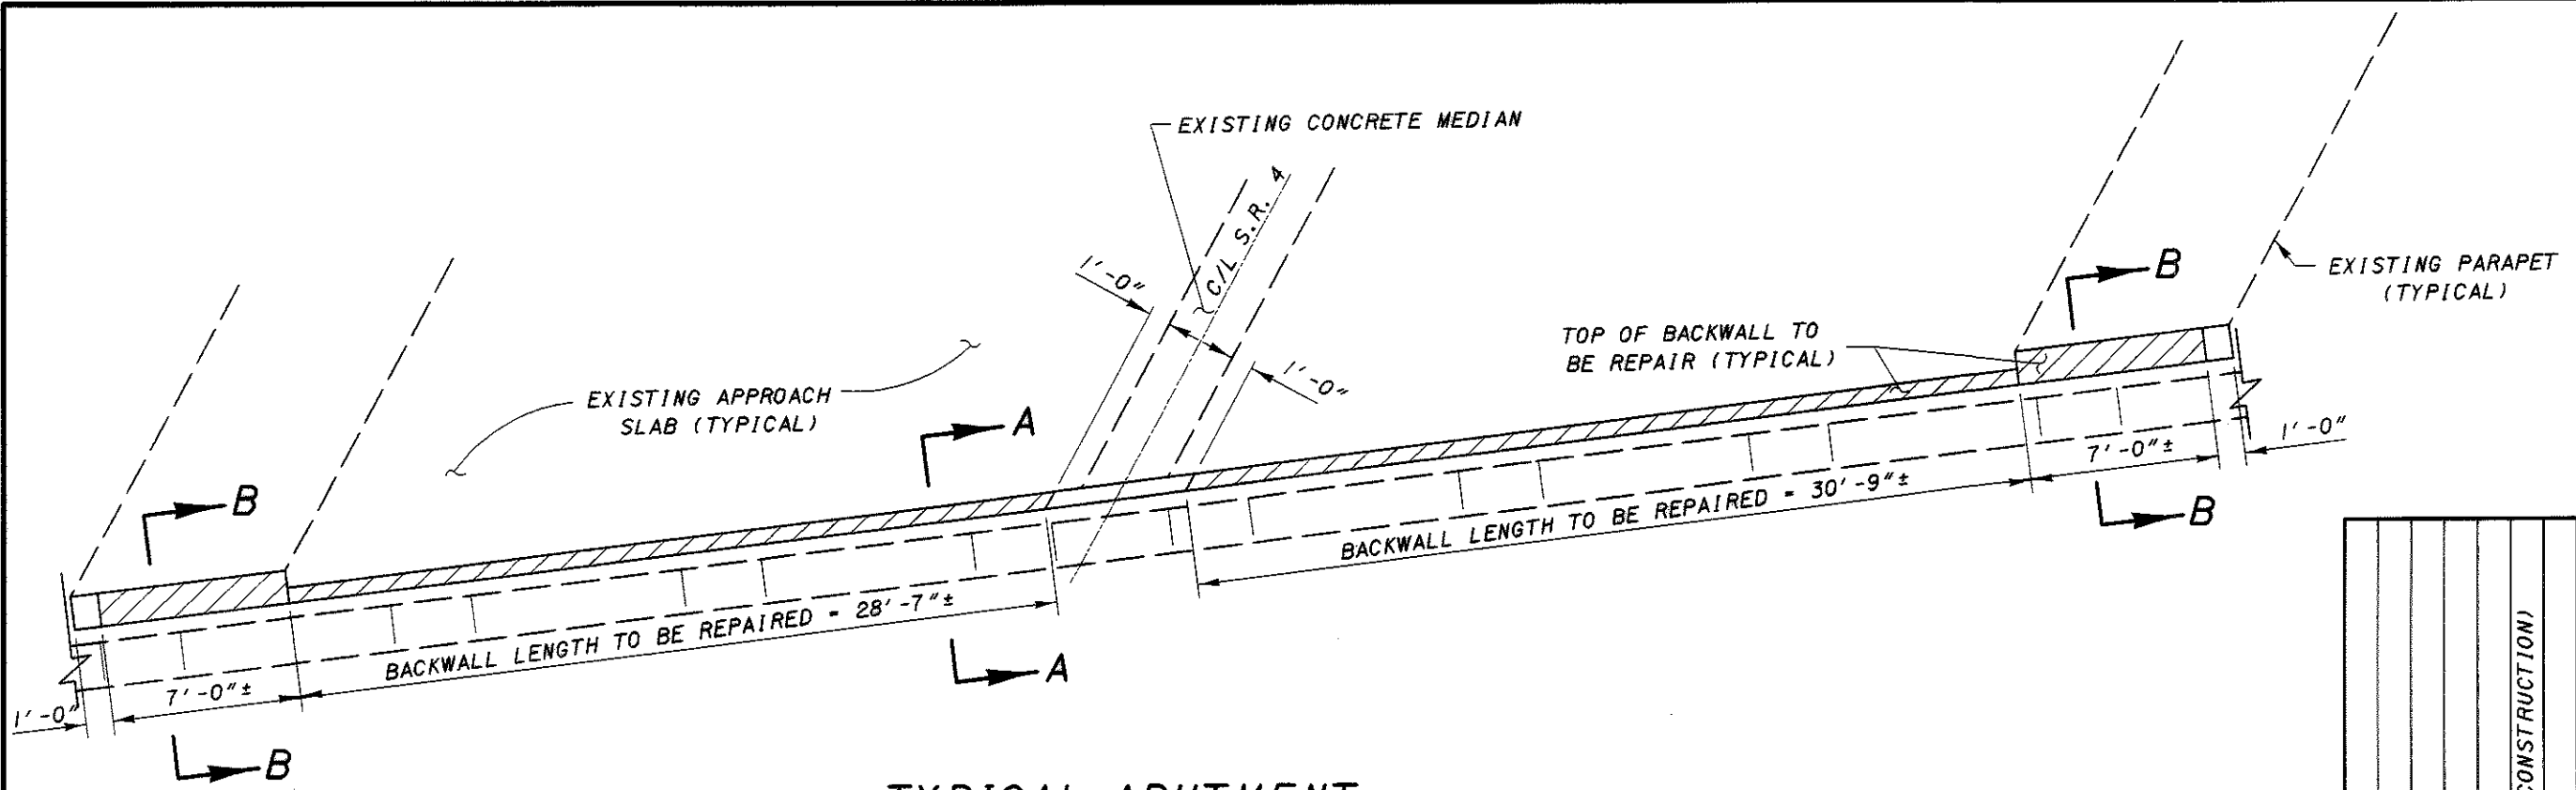 EXISTING CONCRETE MEDIAN
C/L S.R. 4
1'-0"
1'-0"
B
EXISTING PARAPET
(TYPICAL)
TOP OF BACKWALL TO
BE REPAIR (TYPICAL)
EXISTING APPROACH
SLAB (TYPICAL)
A
B
BACKWALL LENGTH TO BE REPAIRED = 30'-9"±
7'-0"±
1'-0"
B
BACKWALL LENGTH TO BE REPAIRED = 28'-7"±
A
7'-0"±
1'-0"
B
TYPICAL ABUTMENT
CONSTRUCTION)